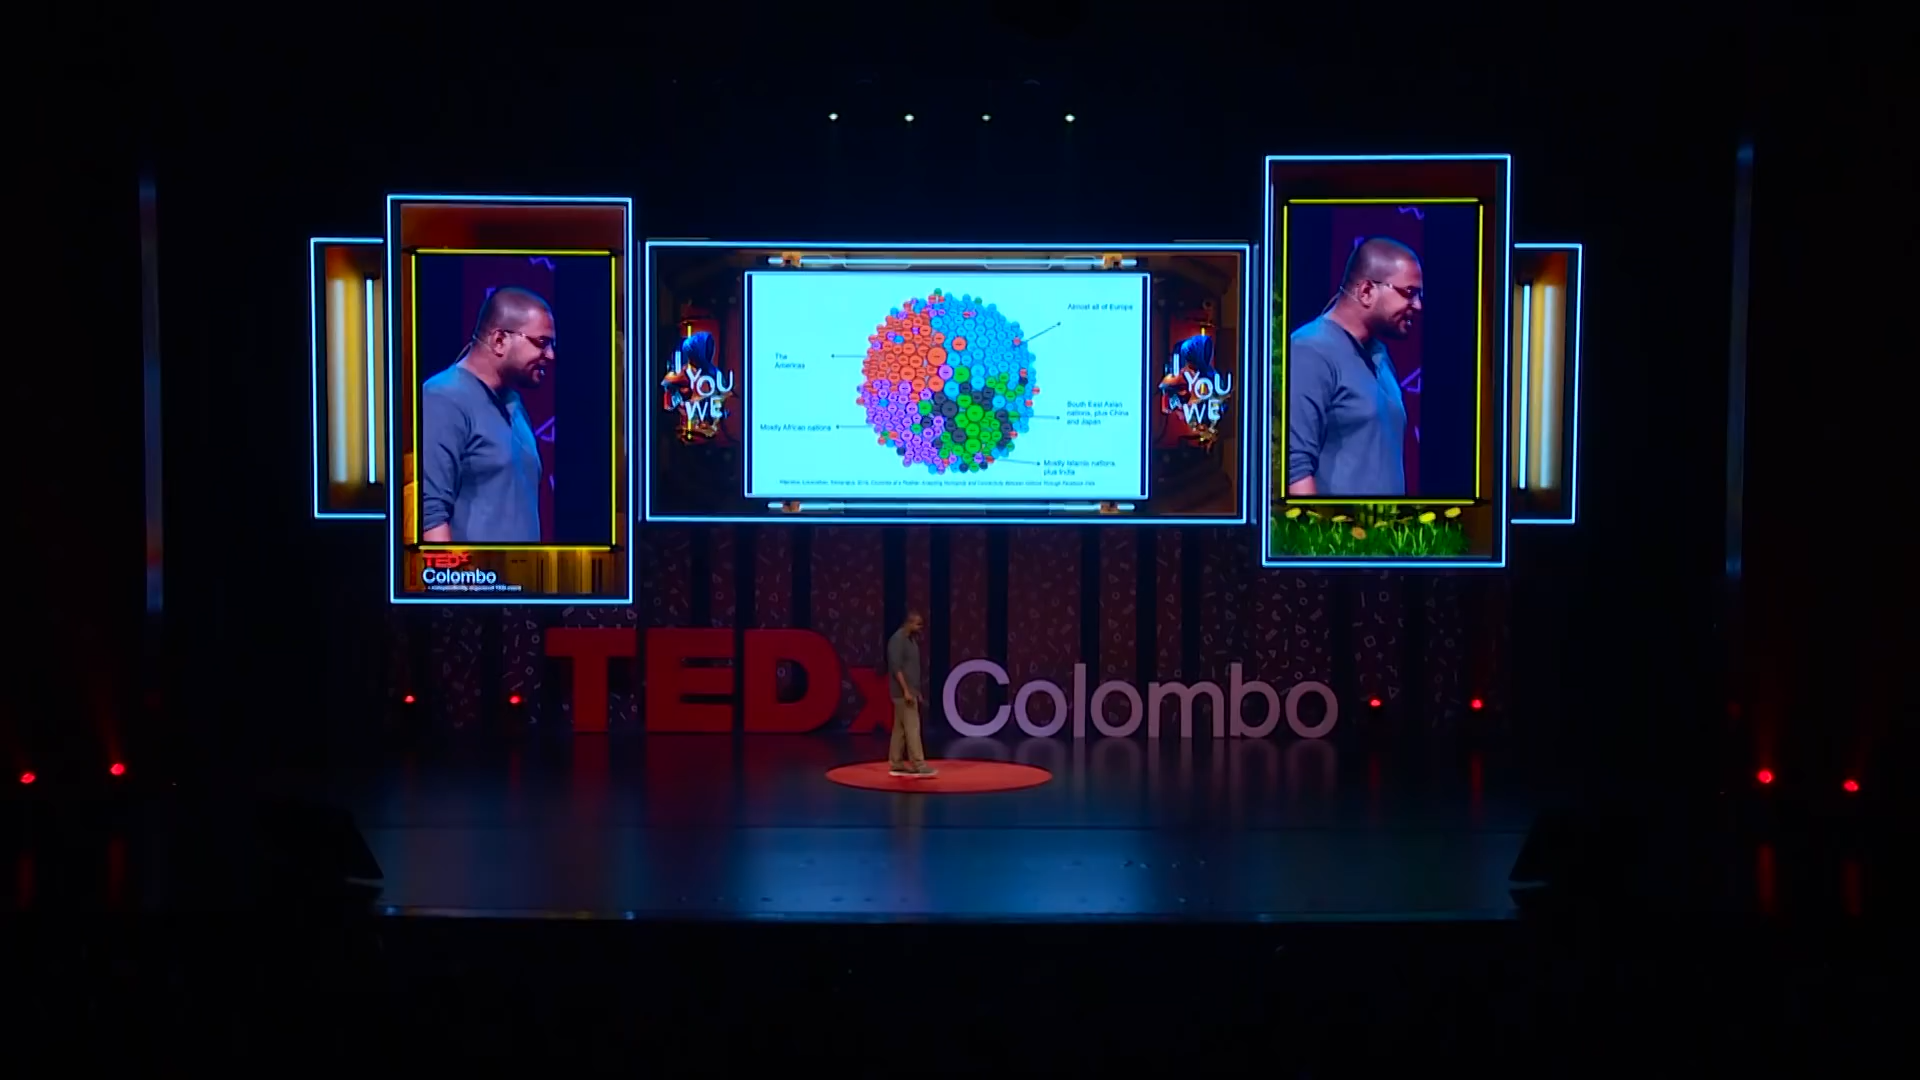 Almost all of Europe
The
Americas
South East Asian
nations, plus China
and Japan
Mostly African nations
Mostly Islamic nations
plus India
I
YOU
WE
I
YOU
WE
TEDx
Colombo
TEDx
Colombo